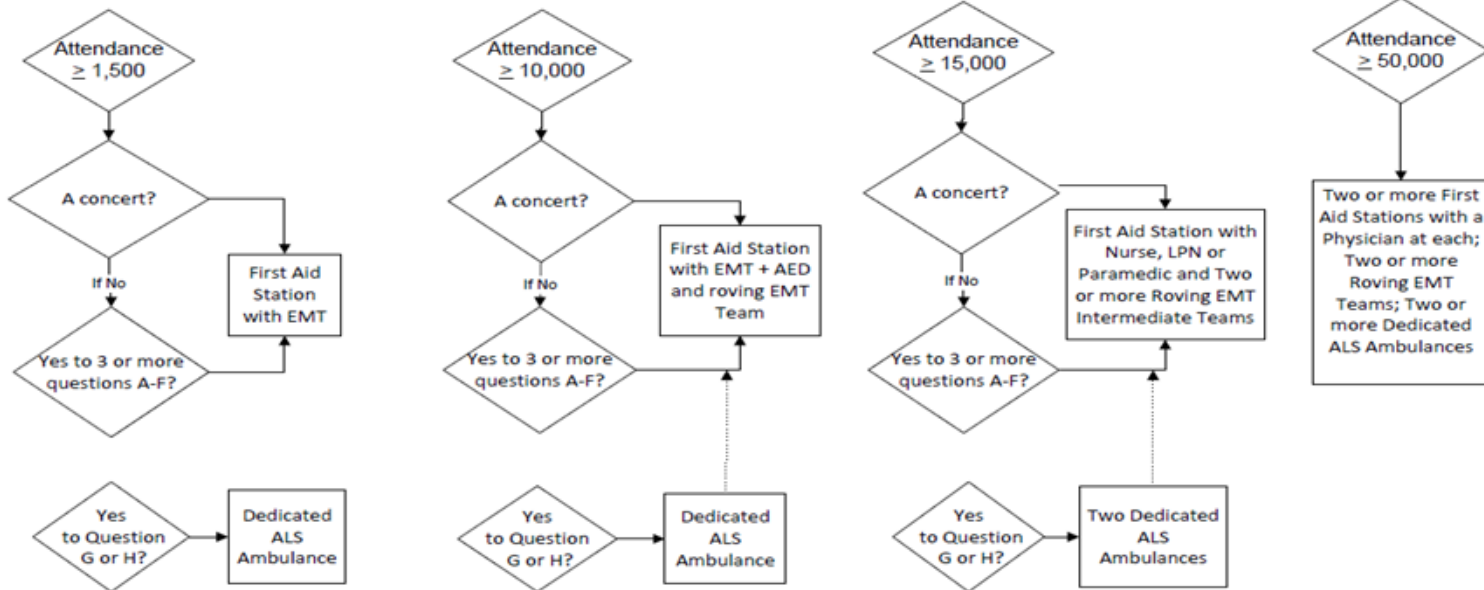 Attendance
≥ 1,500
A concert?
If No
First Aid
Station
with EMT
Yes to 3 or more
questions A-F?
Yes
to Question
G or H?
Dedicated
ALS
Ambulance
Attendance
≥ 10,000
A concert?
If No
First Aid Station
with EMT + AED
and roving EMT
Team
Yes to 3 or more
questions A-F?
Yes
to Question
G or H?
Dedicated
ALS
Ambulance
Attendance
≥ 15,000
A concert?
If No
First Aid Station with
Nurse, LPN or
Paramedic and Two
or more Roving EMT
Intermediate Teams
Yes to 3 or more
questions A-F?
Yes
to Question
G or H?
Two Dedicated
ALS
Ambulances
Attendance
≥ 50,000
Two or more First
Aid Stations with a
Physician at each;
Two or more
Roving EMT
Teams; Two or
more Dedicated
ALS Ambulances